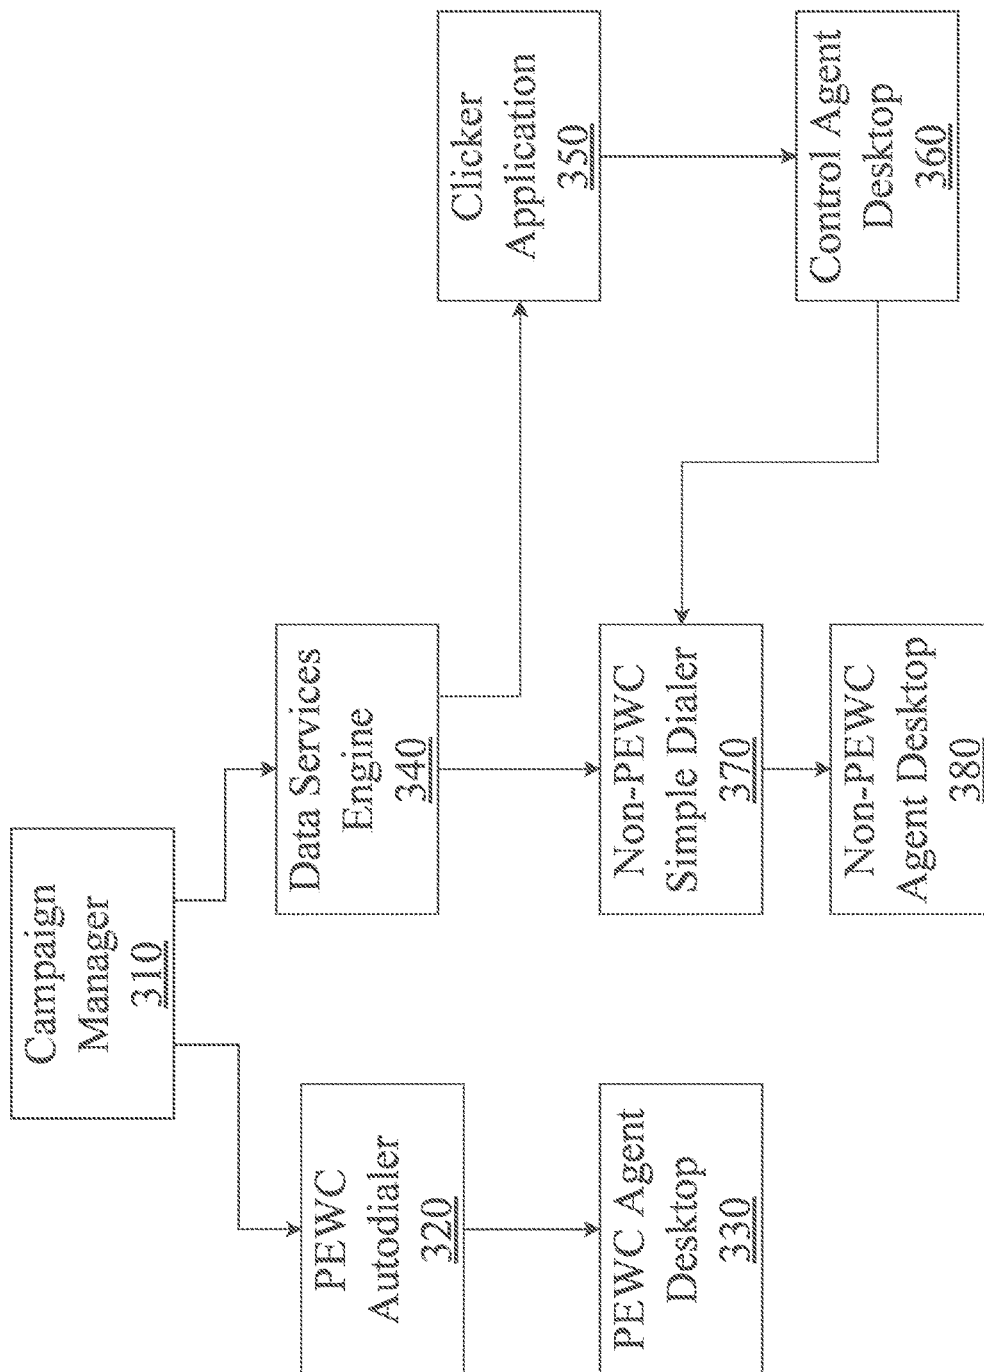 Campaign
Manager
310
PEWC
Autodialer
320
PEWC Agent
Desktop
330
Data Services
Engine
340
Non-PEWC
Simple Dialer
370
Non-PEWC
Agent Desktop
380
Clicker
Application
350
Control Agent
Desktop
360